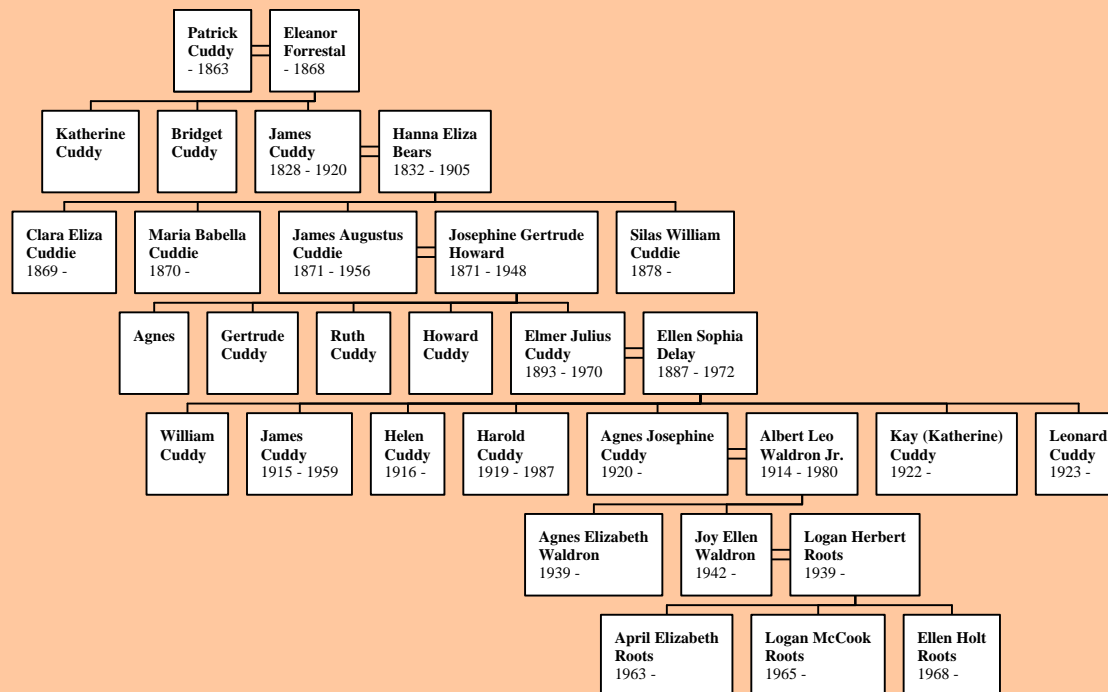 Patrick
Cuddy
- 1863
Eleanor
Forrestal
- 1868
Katherine
Cuddy
Bridget
Cuddy
James
Cuddy
1828 - 1920
Hanna Eliza
Bears
1832 - 1905
Clara Eliza
Cuddie
1869 -
Maria Babella
Cuddie
1870 -
James Augustus
Cuddie
1871 - 1956
Josephine Gertrude
Howard
1871 - 1948
Silas William
Cuddie
1878 -
Agnes
Gertrude
Cuddy
Ruth
Cuddy
Howard
Cuddy
Elmer Julius
Cuddy
1893 - 1970
Ellen Sophia
Delay
1887 - 1972
William
Cuddy
James
Cuddy
1915 - 1959
Helen
Cuddy
1916 -
Harold
Cuddy
1919 - 1987
Agnes Josephine
Cuddy
1920 -
Albert Leo
Waldron Jr.
1914 - 1980
Kay (Katherine)
Cuddy
1922 -
Leonard
Cuddy
1923 -
Agnes Elizabeth
Waldron
1939 -
Joy Ellen
Waldron
1942 -
Logan Herbert
Roots
1939 -
April Elizabeth
Roots
1963 -
Logan McCook
Roots
1965 -
Ellen Holt
Roots
1968 -